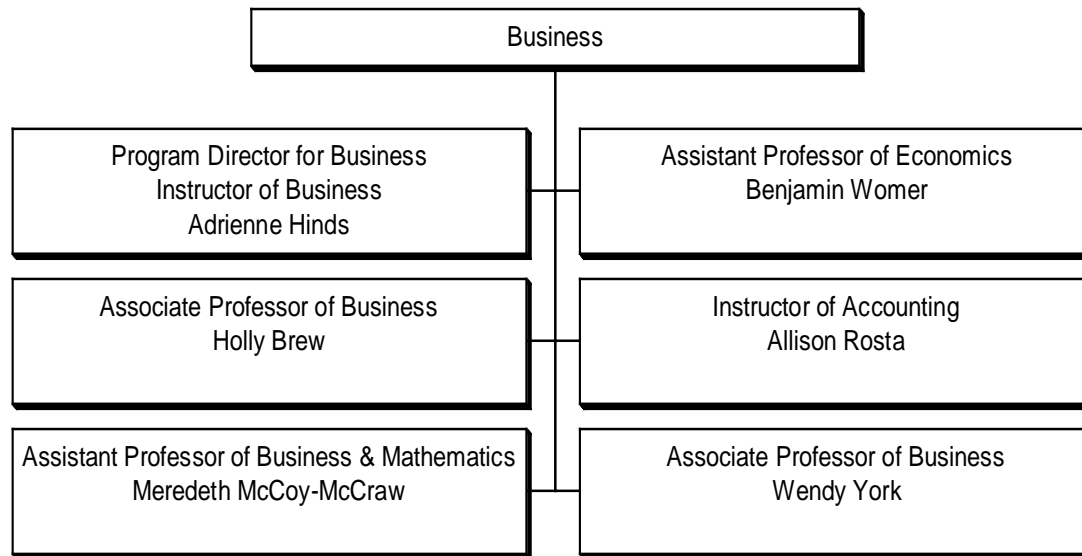 Business
Program Director for Business
Instructor of Business
Adrienne Hinds
Assistant Professor of Economics
Benjamin Womer
Associate Professor of Business
Holly Brew
Instructor of Accounting
Allison Rosta
Assistant Professor of Business & Mathematics
Meredeth McCoy-McCraw
Associate Professor of Business
Wendy York